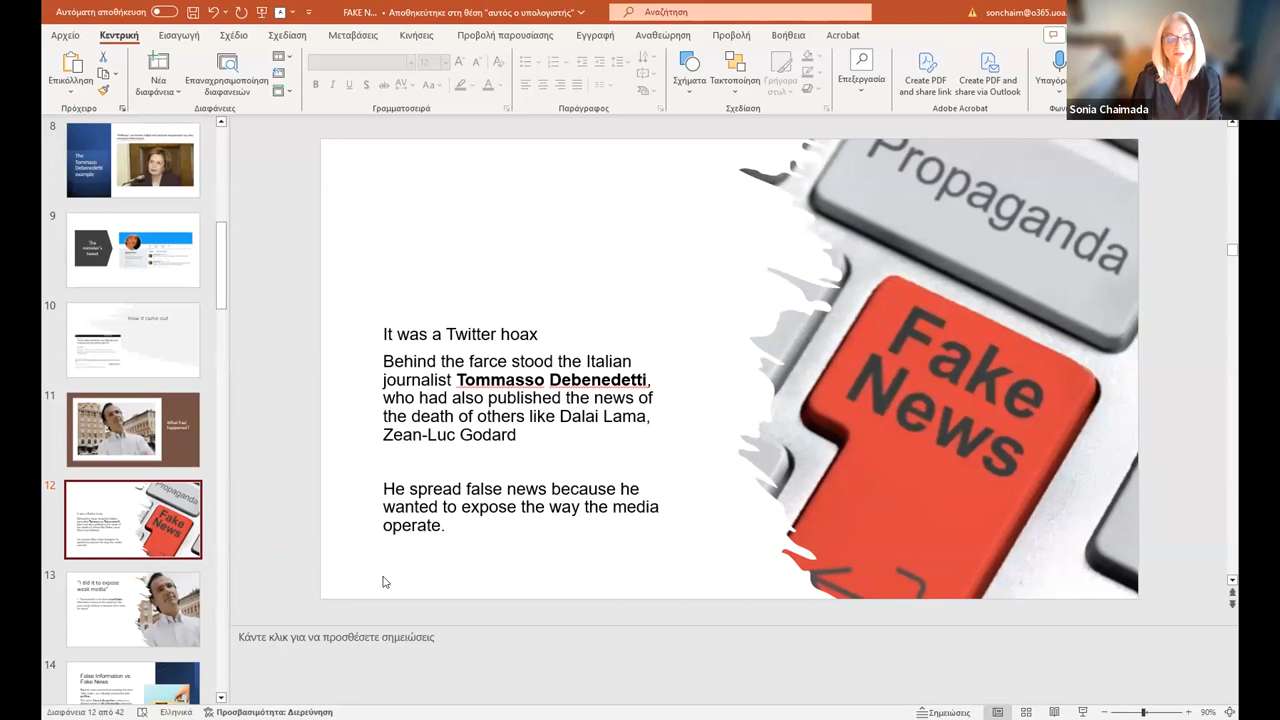 Αυτόματη αποθήκευση
FAKE N... • Αποθηκεύτηκε στη θέση "αυτός ο υπολογιστής"
Αναζήτηση
sonchaim@o365.uoa
Αρχείο Κεντρική Εισαγωγή Σχέδιο Σχεδίαση Μεταβάσεις Κινήσεις Προβολή παρουσίασης Εγγραφή Αναθεώρηση Προβολή Βοήθεια Acrobat
Επικόλληση
Νέα διαφάνεια
Επαναχρησιμοποίηση διαφανειών
12
Σχήματα Τακτοποίηση Γρήγορα στυλ
Επεξεργασία
Create PDF and share link
Create PDF and share via Outlook
Υπαγόρ
Πρόχειρο
Διαφάνειες
Γραμματοσειρά
Παράγραφος
Σχεδίαση
Adobe Acrobat
Φων
Sonia Chaimada
8
The
Tommaso
Debenedetti
example
9
The
minister's
tweet
10
How it came out
11
What had
happened?
12
Propaganda
Fake
News
13
"I did it to expose
weak media"
14
False Information vs
Fake News
It was a Twitter hoax
Behind the farce stood the Italian
journalist Tommasso Debenedetti,
who had also published the news of
the death of others like Dalai Lama,
Zean-Luc Godard
He spread false news because he
wanted to expose the way the media
operate.
Propaganda
Fake
News
Κάντε κλικ για να προσθέσετε σημειώσεις
Διαφάνεια 12 από 42
Ελληνικά
Προσβασιμότητα: Διερεύνηση
Σημειώσεις
90%